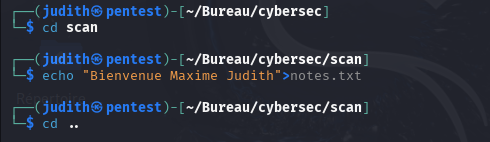 ┌──(judith㉿pentest)-[~/Bureau/cybersec]
└─$ cd scan
┌──(judith㉿pentest)-[~/Bureau/cybersec/scan]
└─$ echo "Bienvenue Maxime Judith">notes.txt
┌──(judith㉿pentest)-[~/Bureau/cybersec/scan]
└─$ cd ..